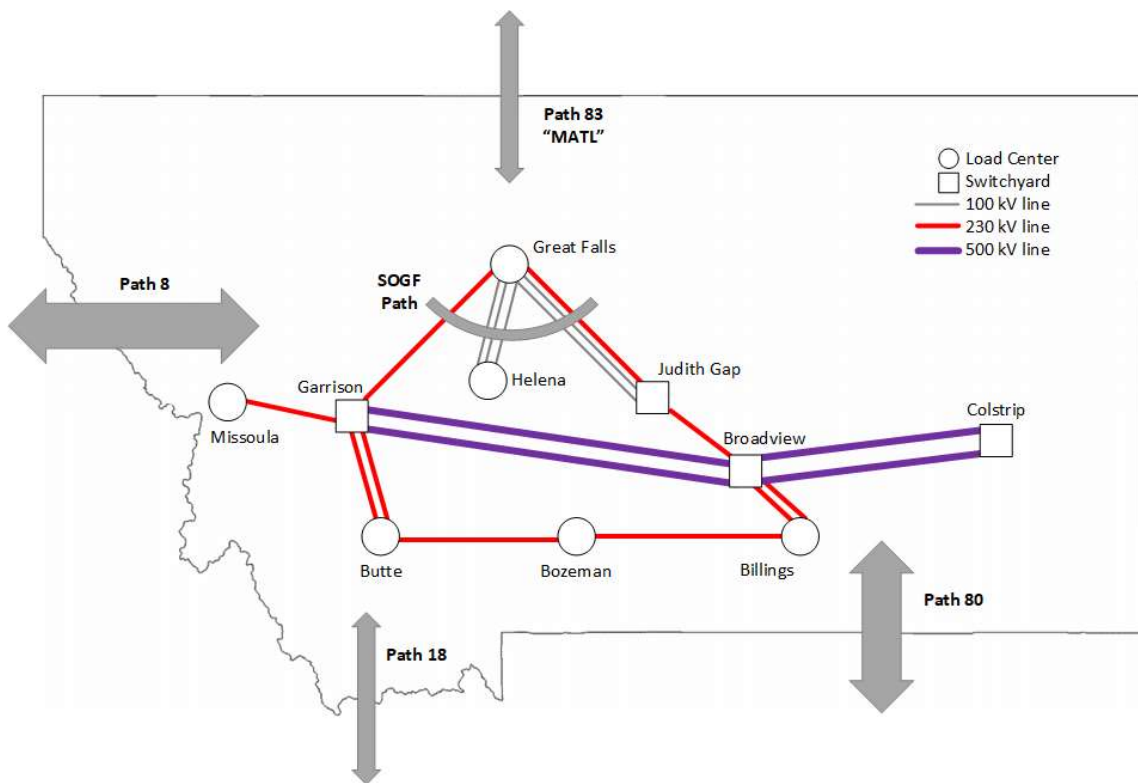 Path 83
“MATL”
Load Center
Switchyard
100 kV line
230 kV line
500 kV line
Great Falls
SOGF
Path
Path 8
Judith Gap
Helena
Garrison
Colstrip
Missoula
Broadview
Butte
Bozeman
Billings
Path 80
Path 18